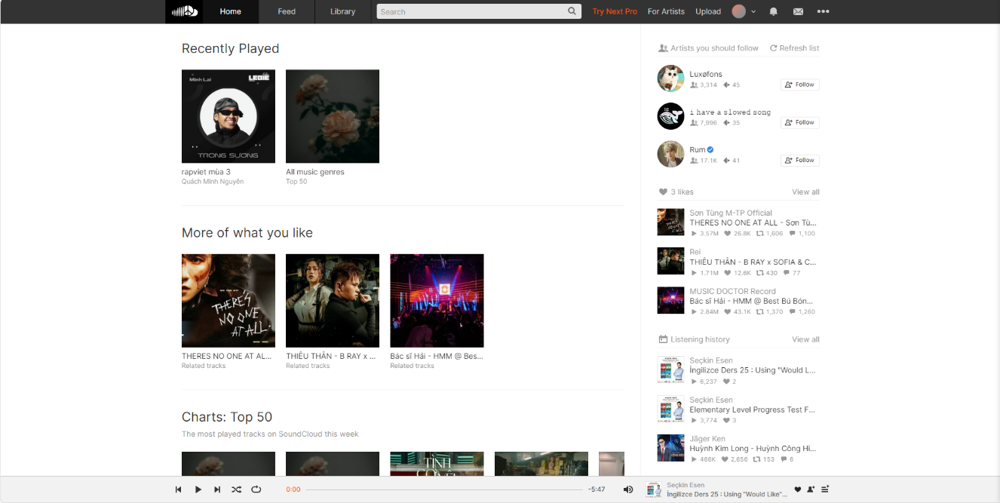 Home
Feed
Library
Search
Try Next Pro
For Artists
Upload
Recently Played
Minh Lai
TRONG SUONG
rapviet mùa 3
Quách Minh Nguyên
All music genres
Top 50
More of what you like
THERE'S
NO ONE
AT ALL
THERES NO ONE AT AL...
Related tracks
THIÊU THÂN - B RAY x ...
Related tracks
Bác sĩ Hải - HMM @ Bes...
Related tracks
Charts: Top 50
The most played tracks on SoundCloud this week
TÌNH
Artists you should follow
Refresh list
Luxøfons
3,314 45
Follow
i have a slowed song
7,996 35
Follow
Rum
17.1K 41
Follow
3 likes
View all
Sơn Tùng M-TP Official
THERES NO ONE AT ALL - Sơn Tù...
3.57M 26.8K 1,606 1,100
Rei
THIÊU THÂN - B RAY x SOFIA & C...
1.71M 12.6K 430 77
MUSIC DOCTOR Record
Bác sĩ Hải - HMM @ Best Bú Bón...
2.84M 43.1K 1,370 1,260
Listening history
View all
Seçkin Esen
İngilizce Ders 25 : Using "Would L...
6,237 2
Seçkin Esen
Elementary Level Progress Test F...
3,774 3
Jäger Ken
Huỳnh Kim Long - Huỳnh Công Hi...
466K 2,656 153 6
0:00
-5:47
Seçkin Esen
İngilizce Ders 25 : Using "Would Like"...